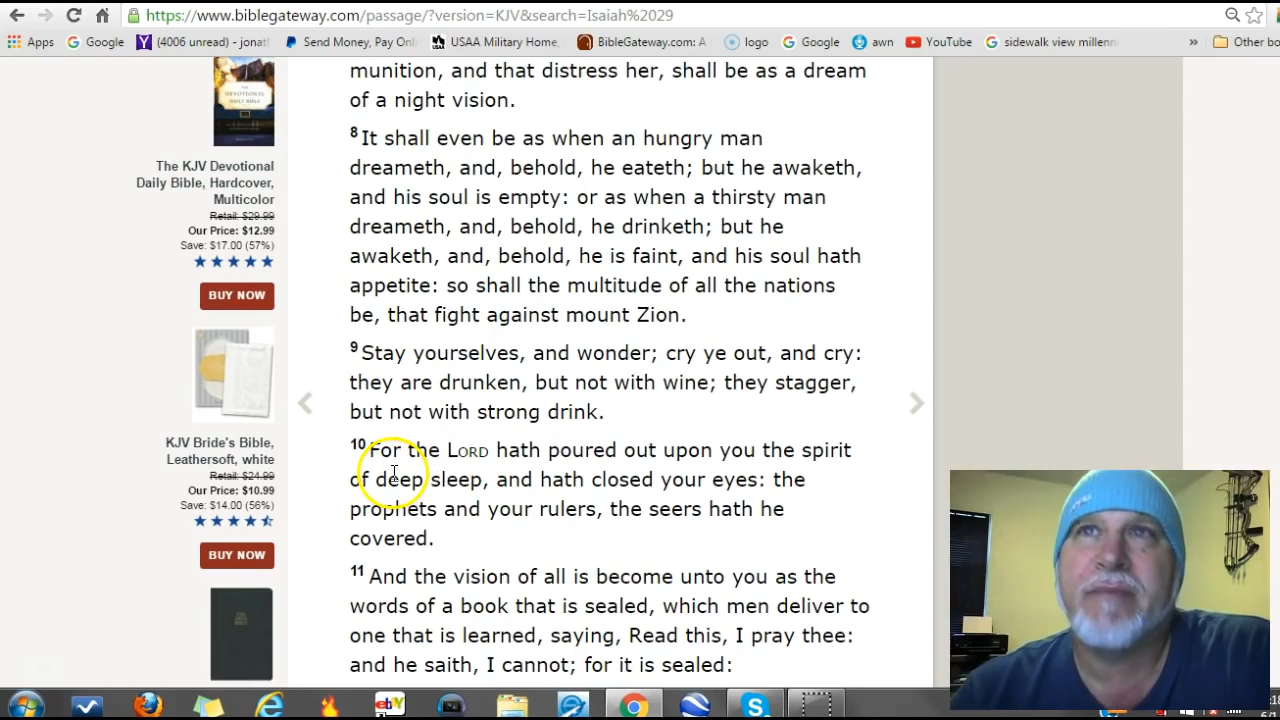 https://www.biblegateway.com/passage/?version=KJV&search=Isaiah%2029
Apps Google (4006 unread) - jonatl Send Money, Pay Onli USAA Military Home, BibleGateway.com: A logo Google awn YouTube sidewalk view millenn » Other bo
munition, and that distress her, shall be as a dream
of a night vision.
8 It shall even be as when an hungry man
dreameth, and, behold, he eateth; but he awaketh,
and his soul is empty: or as when a thirsty man
dreameth, and, behold, he drinketh; but he
awaketh, and, behold, he is faint, and his soul hath
appetite: so shall the multitude of all the nations
be, that fight against mount Zion.
9 Stay yourselves, and wonder; cry ye out, and cry:
they are drunken, but not with wine; they stagger,
but not with strong drink.
10 For the LORD hath poured out upon you the spirit
of deep sleep, and hath closed your eyes: the
prophets and your rulers, the seers hath he
covered.
11 And the vision of all is become unto you as the
words of a book that is sealed, which men deliver to
one that is learned, saying, Read this, I pray thee:
and he saith, I cannot; for it is sealed:
The KJV Devotional
Daily Bible, Hardcover,
Multicolor
Retail: $29.99
Our Price: $12.99
Save: $17.00 (57%)
BUY NOW
KJV Bride's Bible,
Leathersoft, white
Retail: $24.99
Our Price: $10.99
Save: $14.00 (56%)
BUY NOW
ebY